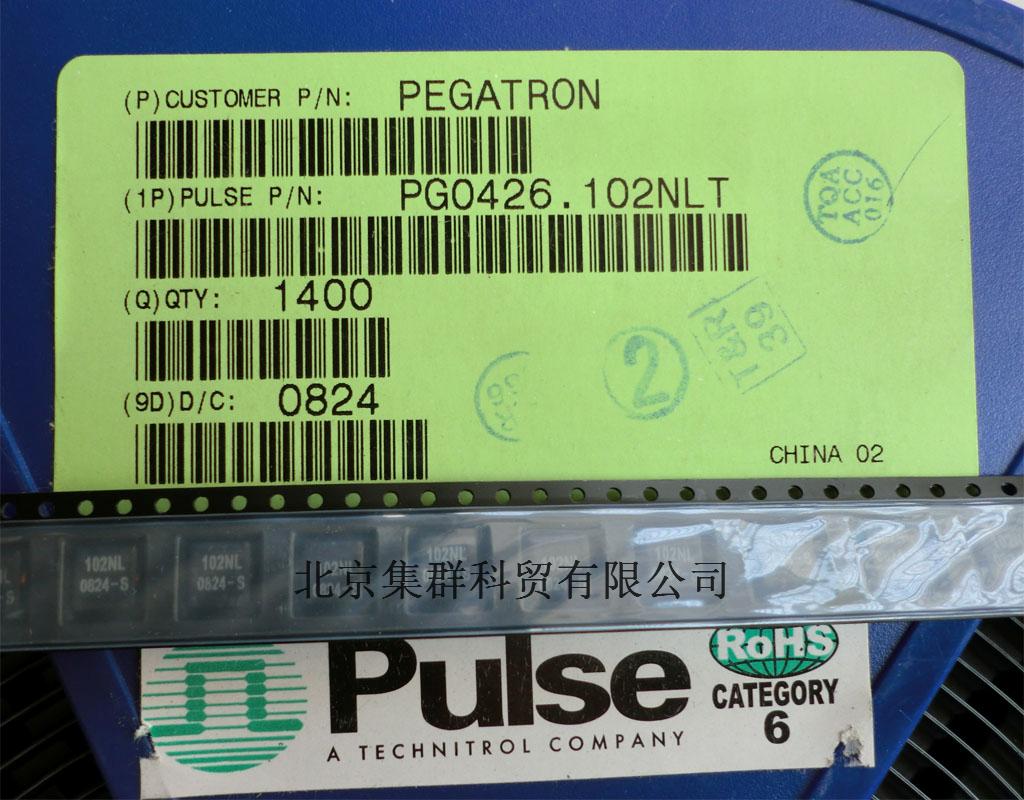 (P)CUSTOMER P/N: PEGATRON
(1P)PULSE P/N: PG0426.102NLT
(Q)QTY: 1400
(9D)D/C: 0824
TQA
ACC
016
T&R
39
2
CHINA 02
102NL
0824-S
102NL
0824-S
102NL
102NL
北京集群科贸有限公司
Pulse
A TECHNITROL COMPANY
RoHS
CATEGORY
6